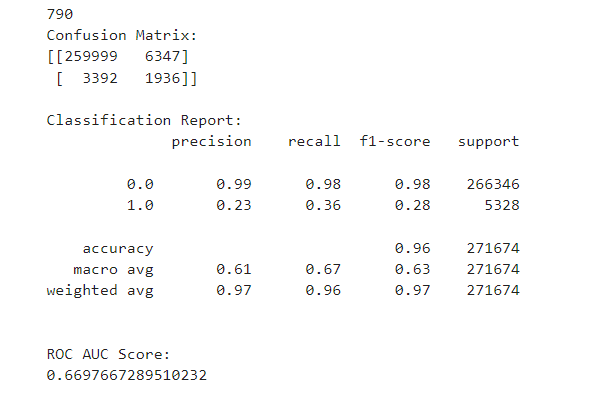 790
Confusion Matrix:
[[259999   6347]
 [  3392   1936]]
Classification Report:
              precision    recall  f1-score   support
         0.0       0.99      0.98      0.98    266346
         1.0       0.23      0.36      0.28      5328
    accuracy                           0.96    271674
   macro avg       0.61      0.67      0.63    271674
weighted avg       0.97      0.96      0.97    271674
ROC AUC Score:
0.6697667289510232